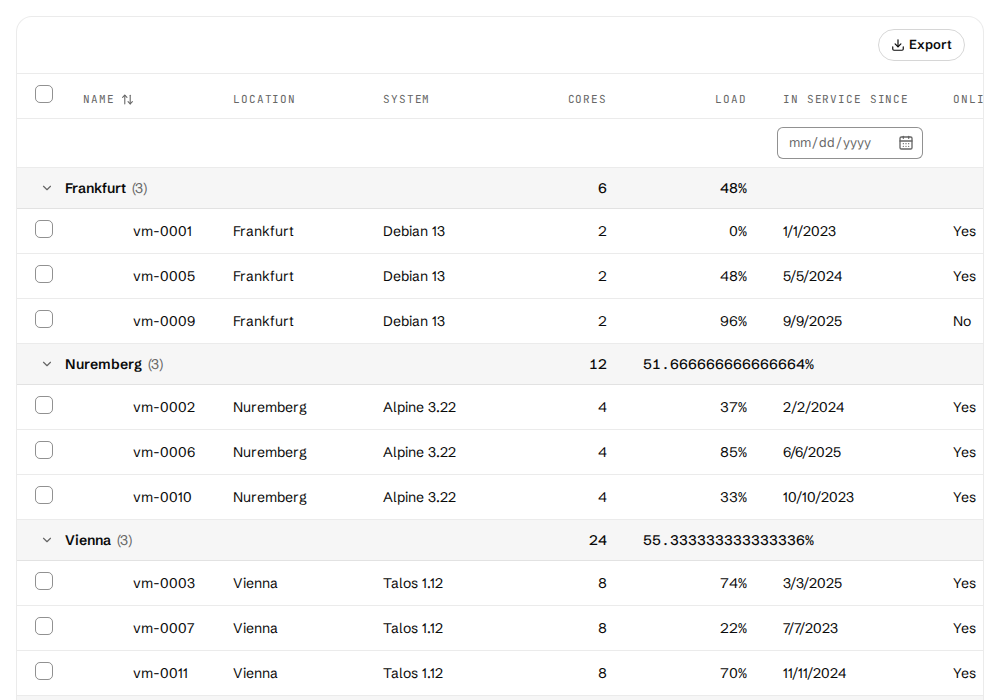 Export
NAME LOCATION SYSTEM CORES LOAD IN SERVICE SINCE ONLI
mm/dd/yyyy
Frankfurt (3) 6 48%
vm-0001 Frankfurt Debian 13 2 0% 1/1/2023 Yes
vm-0005 Frankfurt Debian 13 2 48% 5/5/2024 Yes
vm-0009 Frankfurt Debian 13 2 96% 9/9/2025 No
Nuremberg (3) 12 51.666666666666664%
vm-0002 Nuremberg Alpine 3.22 4 37% 2/2/2024 Yes
vm-0006 Nuremberg Alpine 3.22 4 85% 6/6/2025 Yes
vm-0010 Nuremberg Alpine 3.22 4 33% 10/10/2023 Yes
Vienna (3) 24 55.333333333333336%
vm-0003 Vienna Talos 1.12 8 74% 3/3/2025 Yes
vm-0007 Vienna Talos 1.12 8 22% 7/7/2023 Yes
vm-0011 Vienna Talos 1.12 8 70% 11/11/2024 Yes